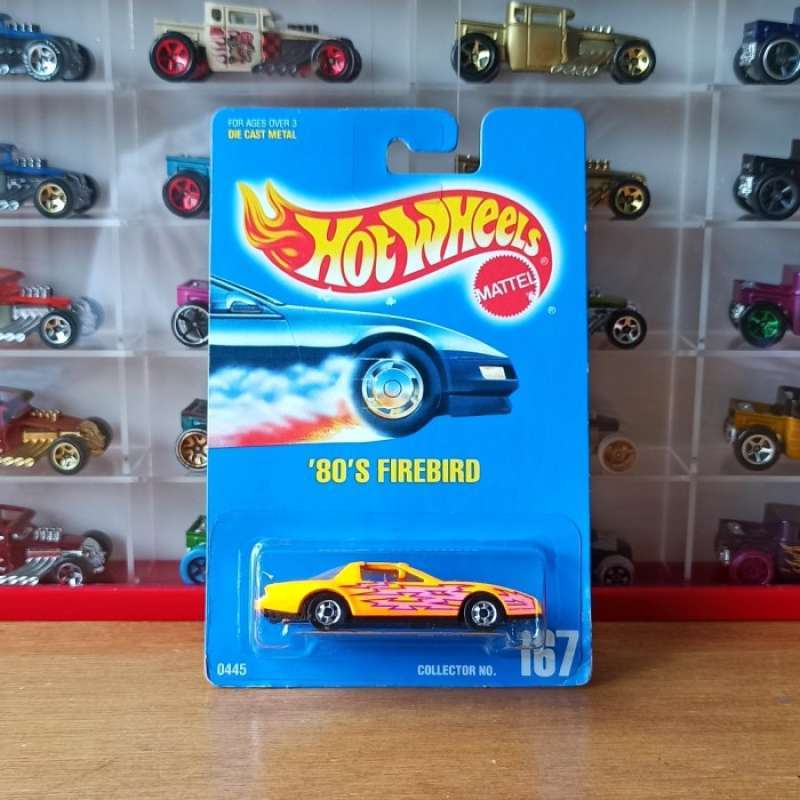 FOR AGES OVER 3
DIE CAST METAL
HOT WHEELS
®
MATTEL
®
'80'S FIREBIRD
0445
COLLECTOR NO.
167